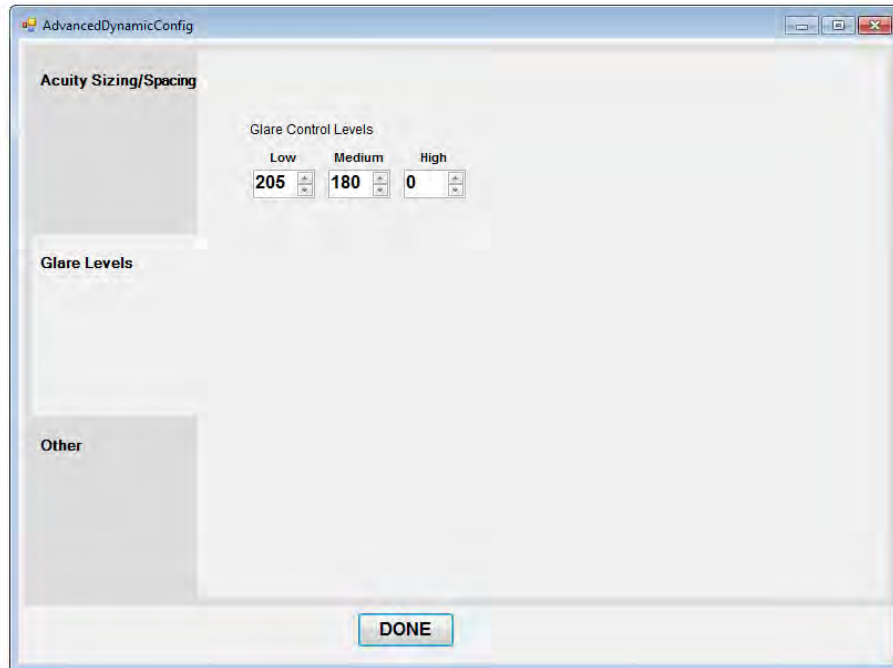 AdvancedDynamicConfig
Acuity Sizing/Spacing
Glare Control Levels
Low Medium High
205 180 0
Glare Levels
Other
DONE